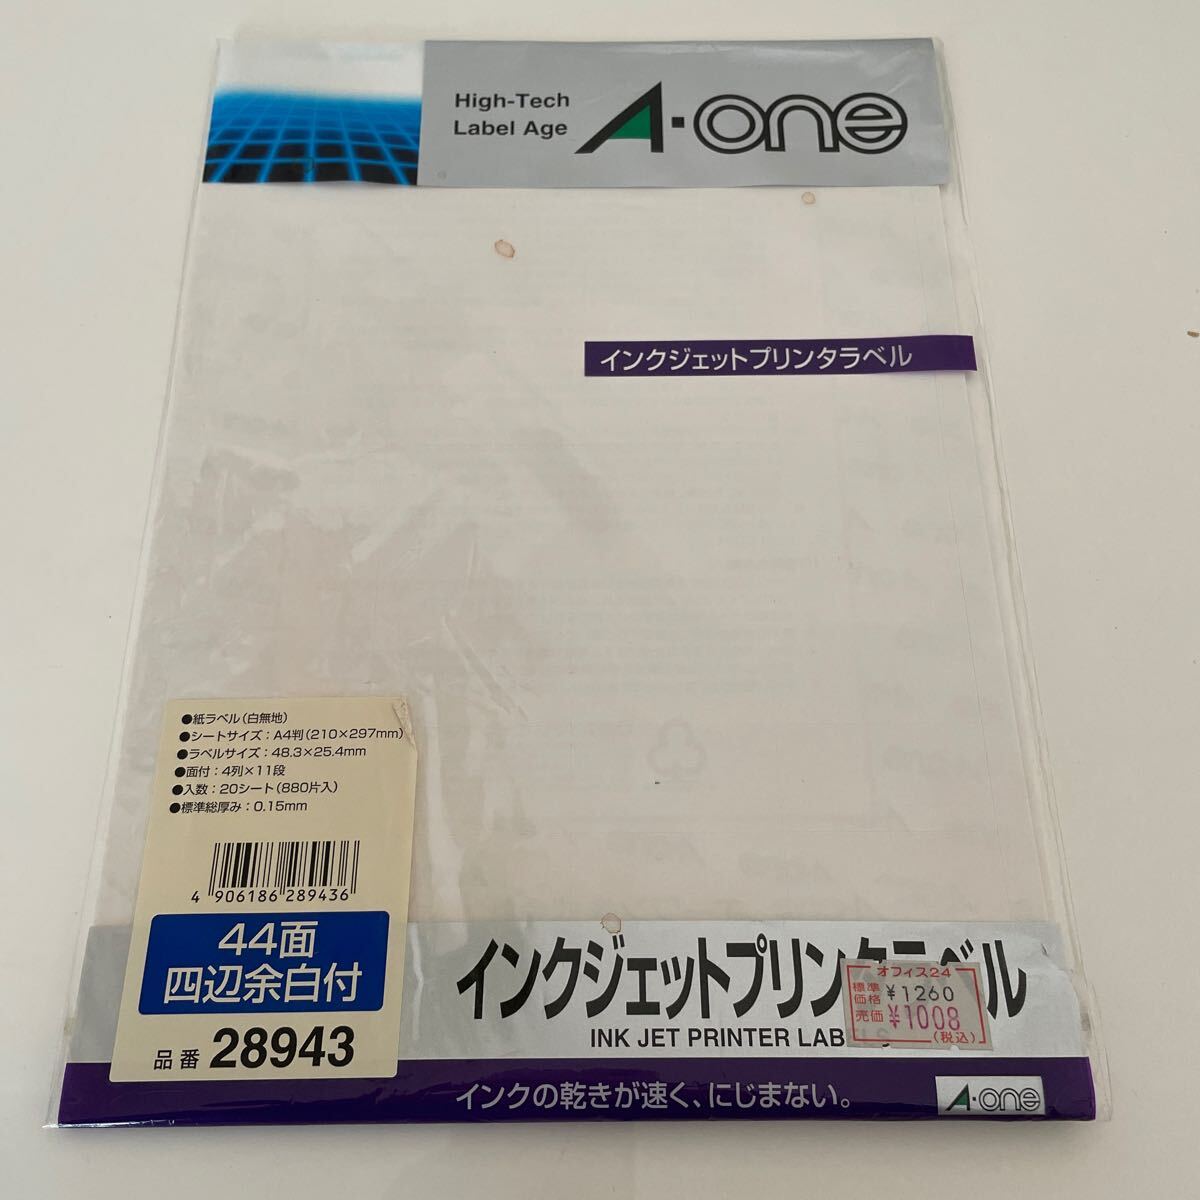 High-Tech
Label Age
A・one
インクジェットプリンタラベル
●紙ラベル(白無地)
●シートサイズ:A4判(210×297mm)
●ラベルサイズ:48.3×25.4mm
●面付:4列×11段
●入数:20シート(880片入)
●標準総厚み:0.15mm
4 906186 289436
44面
四辺余白付
品番 28943
インクジェットプリンタラベル
INK JET PRINTER LAB
オフィス24
標準
価格 ¥1260
売価 ¥1008
(税込)
インクの乾きが速く、にじまない。
A・one